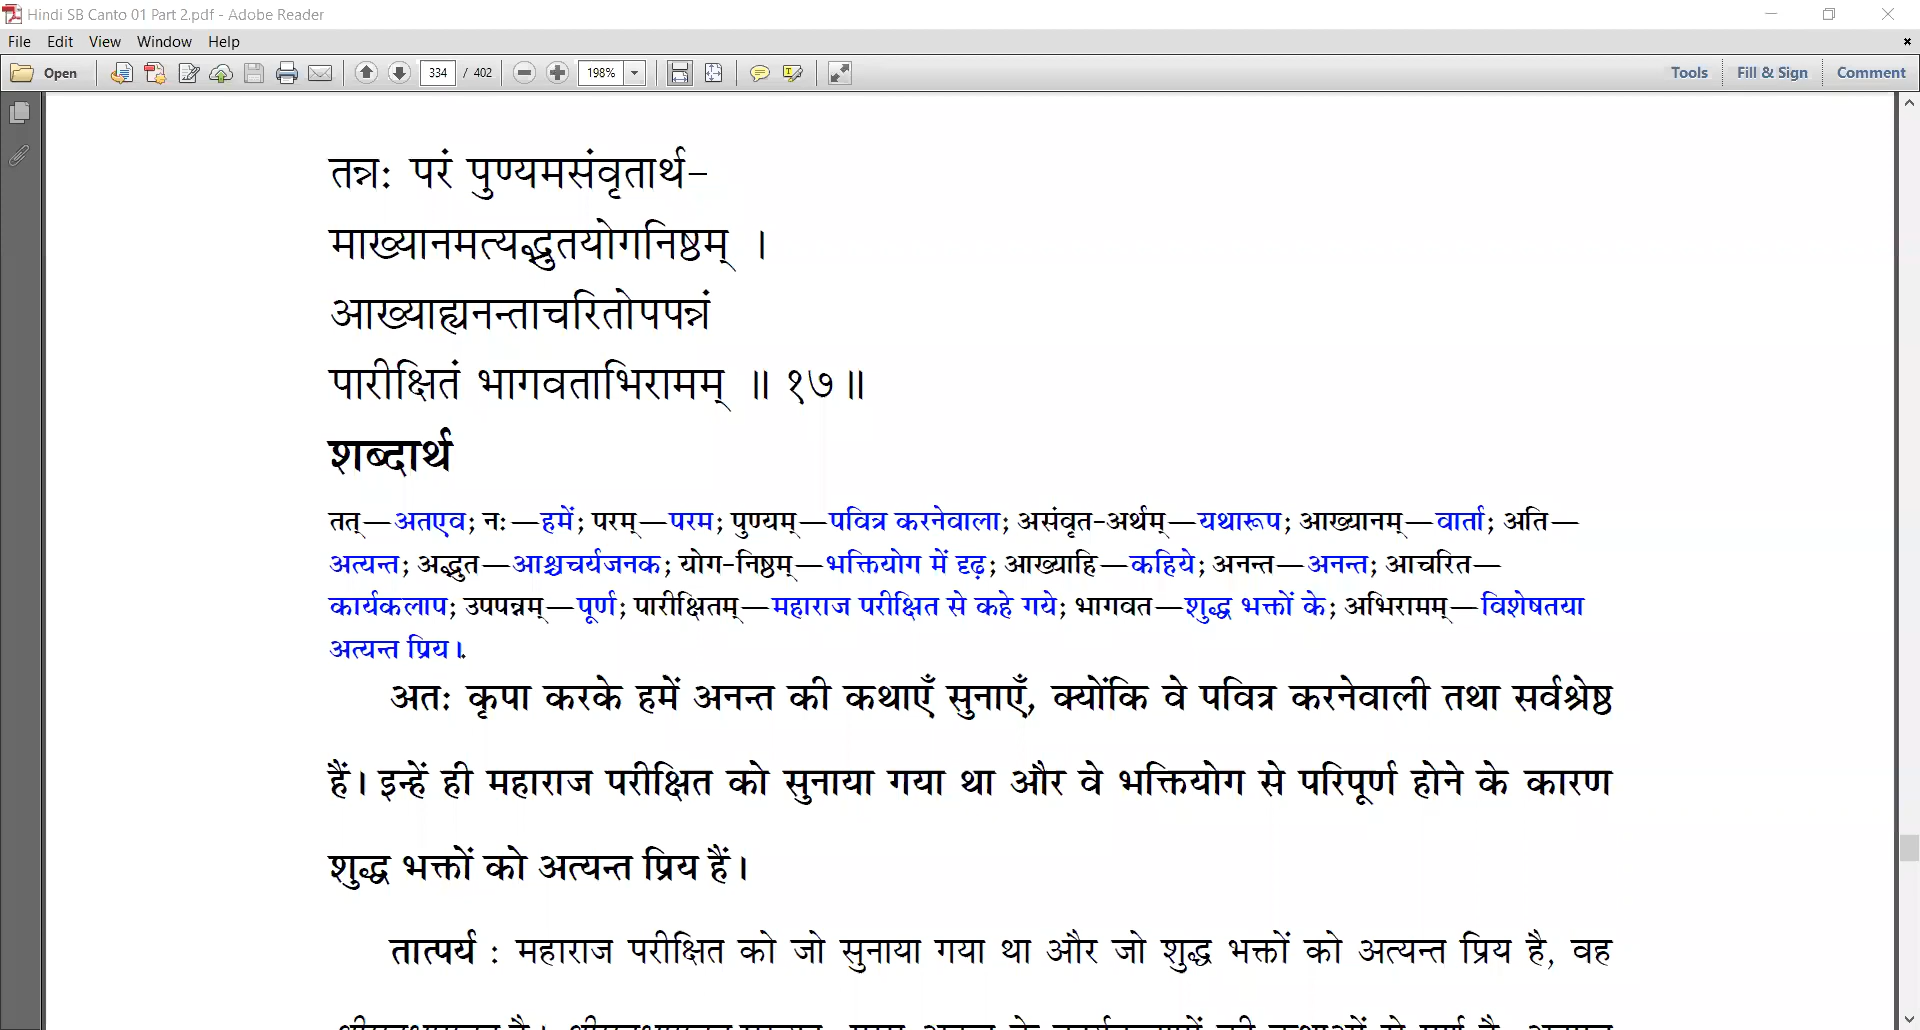 Hindi SB Canto 01 Part 2.pdf - Adobe Reader
File Edit View Window Help
Open 334 / 402 198% Tools Fill & Sign Comment
तन्नः परं पुण्यमसंवृतार्थ-
माख्यानमत्यद्भुतयोगनिष्ठम् ।
आख्याह्यनन्ताचरितोपपन्नं
पारीक्षितं भागवताभिरामम् ॥ १७॥
शब्दार्थ
तत्—अतएव; नः—हमें; परम्—परम; पुण्यम्—पवित्र करनेवाला; असंवृत-अर्थम्—यथारूप; आख्यानम्—वार्ता; अति—
अत्यन्त; अद्भुत—आश्चर्यजनक; योग-निष्ठम्—भक्तियोग में दृढ़; आख्याहि—कहिये; अनन्त—अनन्त; आचरित—
कार्यकलाप; उपपन्नम्—पूर्ण; पारीक्षितम्—महाराज परीक्षित से कहे गये; भागवत—शुद्ध भक्तों के; अभिरामम्—विशेषतया
अत्यन्त प्रिय।.
अतः कृपा करके हमें अनन्त की कथाएँ सुनाएँ, क्योंकि वे पवित्र करनेवाली तथा सर्वश्रेष्ठ
हैं। इन्हें ही महाराज परीक्षित को सुनाया गया था और वे भक्तियोग से परिपूर्ण होने के कारण
शुद्ध भक्तों को अत्यन्त प्रिय हैं।
तात्पर्य : महाराज परीक्षित को जो सुनाया गया था और जो शुद्ध भक्तों को अत्यन्त प्रिय है, वह